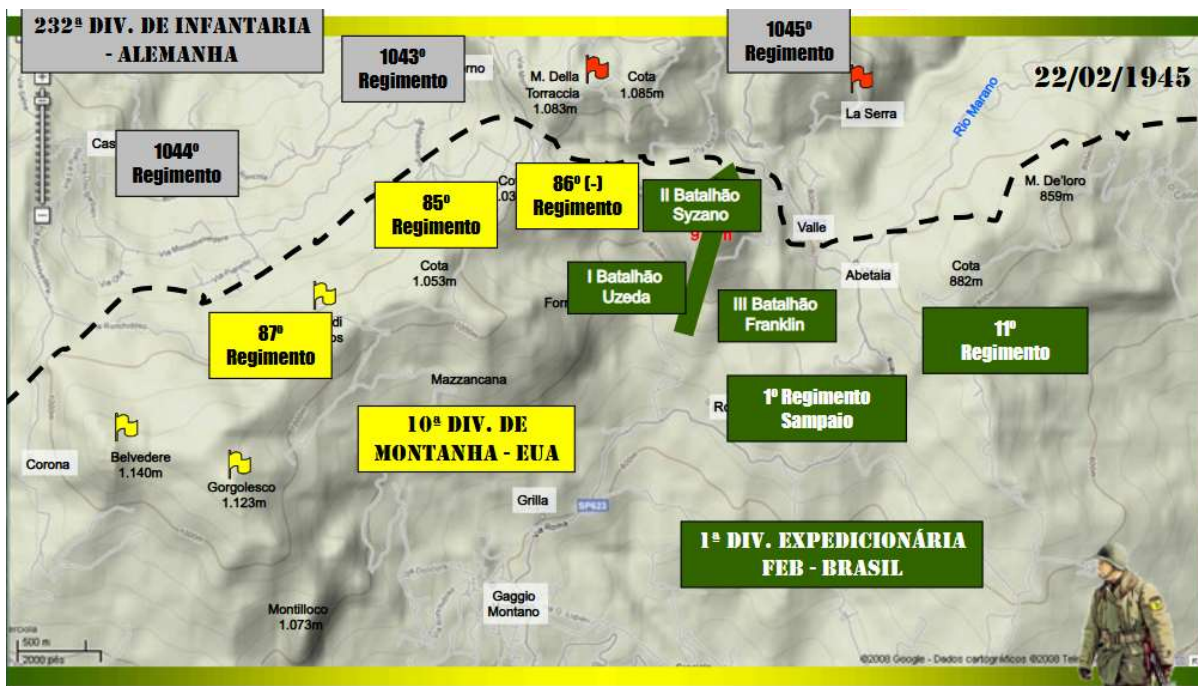 232ª DIV. DE INFANTARIA
- ALEMANHA
1043º
Regimento
1045º
Regimento
22/02/1945
M. Della
Torraccia
1.083m
Cota
1.085m
La Serra
Rio Marano
1044º
Regimento
85º
Regimento
86º (-)
Regimento
II Batalhão
Syzano
M. De'loro
859m
Valle
Cota
1.053m
I Batalhão
Uzeda
Abetaia
Cota
882m
III Batalhão
Franklin
87º
Regimento
11º
Regimento
Mazzancana
1º Regimento
Sampaio
10ª DIV. DE
MONTANHA - EUA
Belvedere
1.140m
Corona
Gorgolesco
1.123m
Grilla
SP623
Via Roma
1ª DIV. EXPEDICIONÁRIA
FEB - BRASIL
Gaggio
Montano
Montilloco
1.073m
500 m
2000 pés
©2008 Google - Dados cartográficos ©2008 Tele